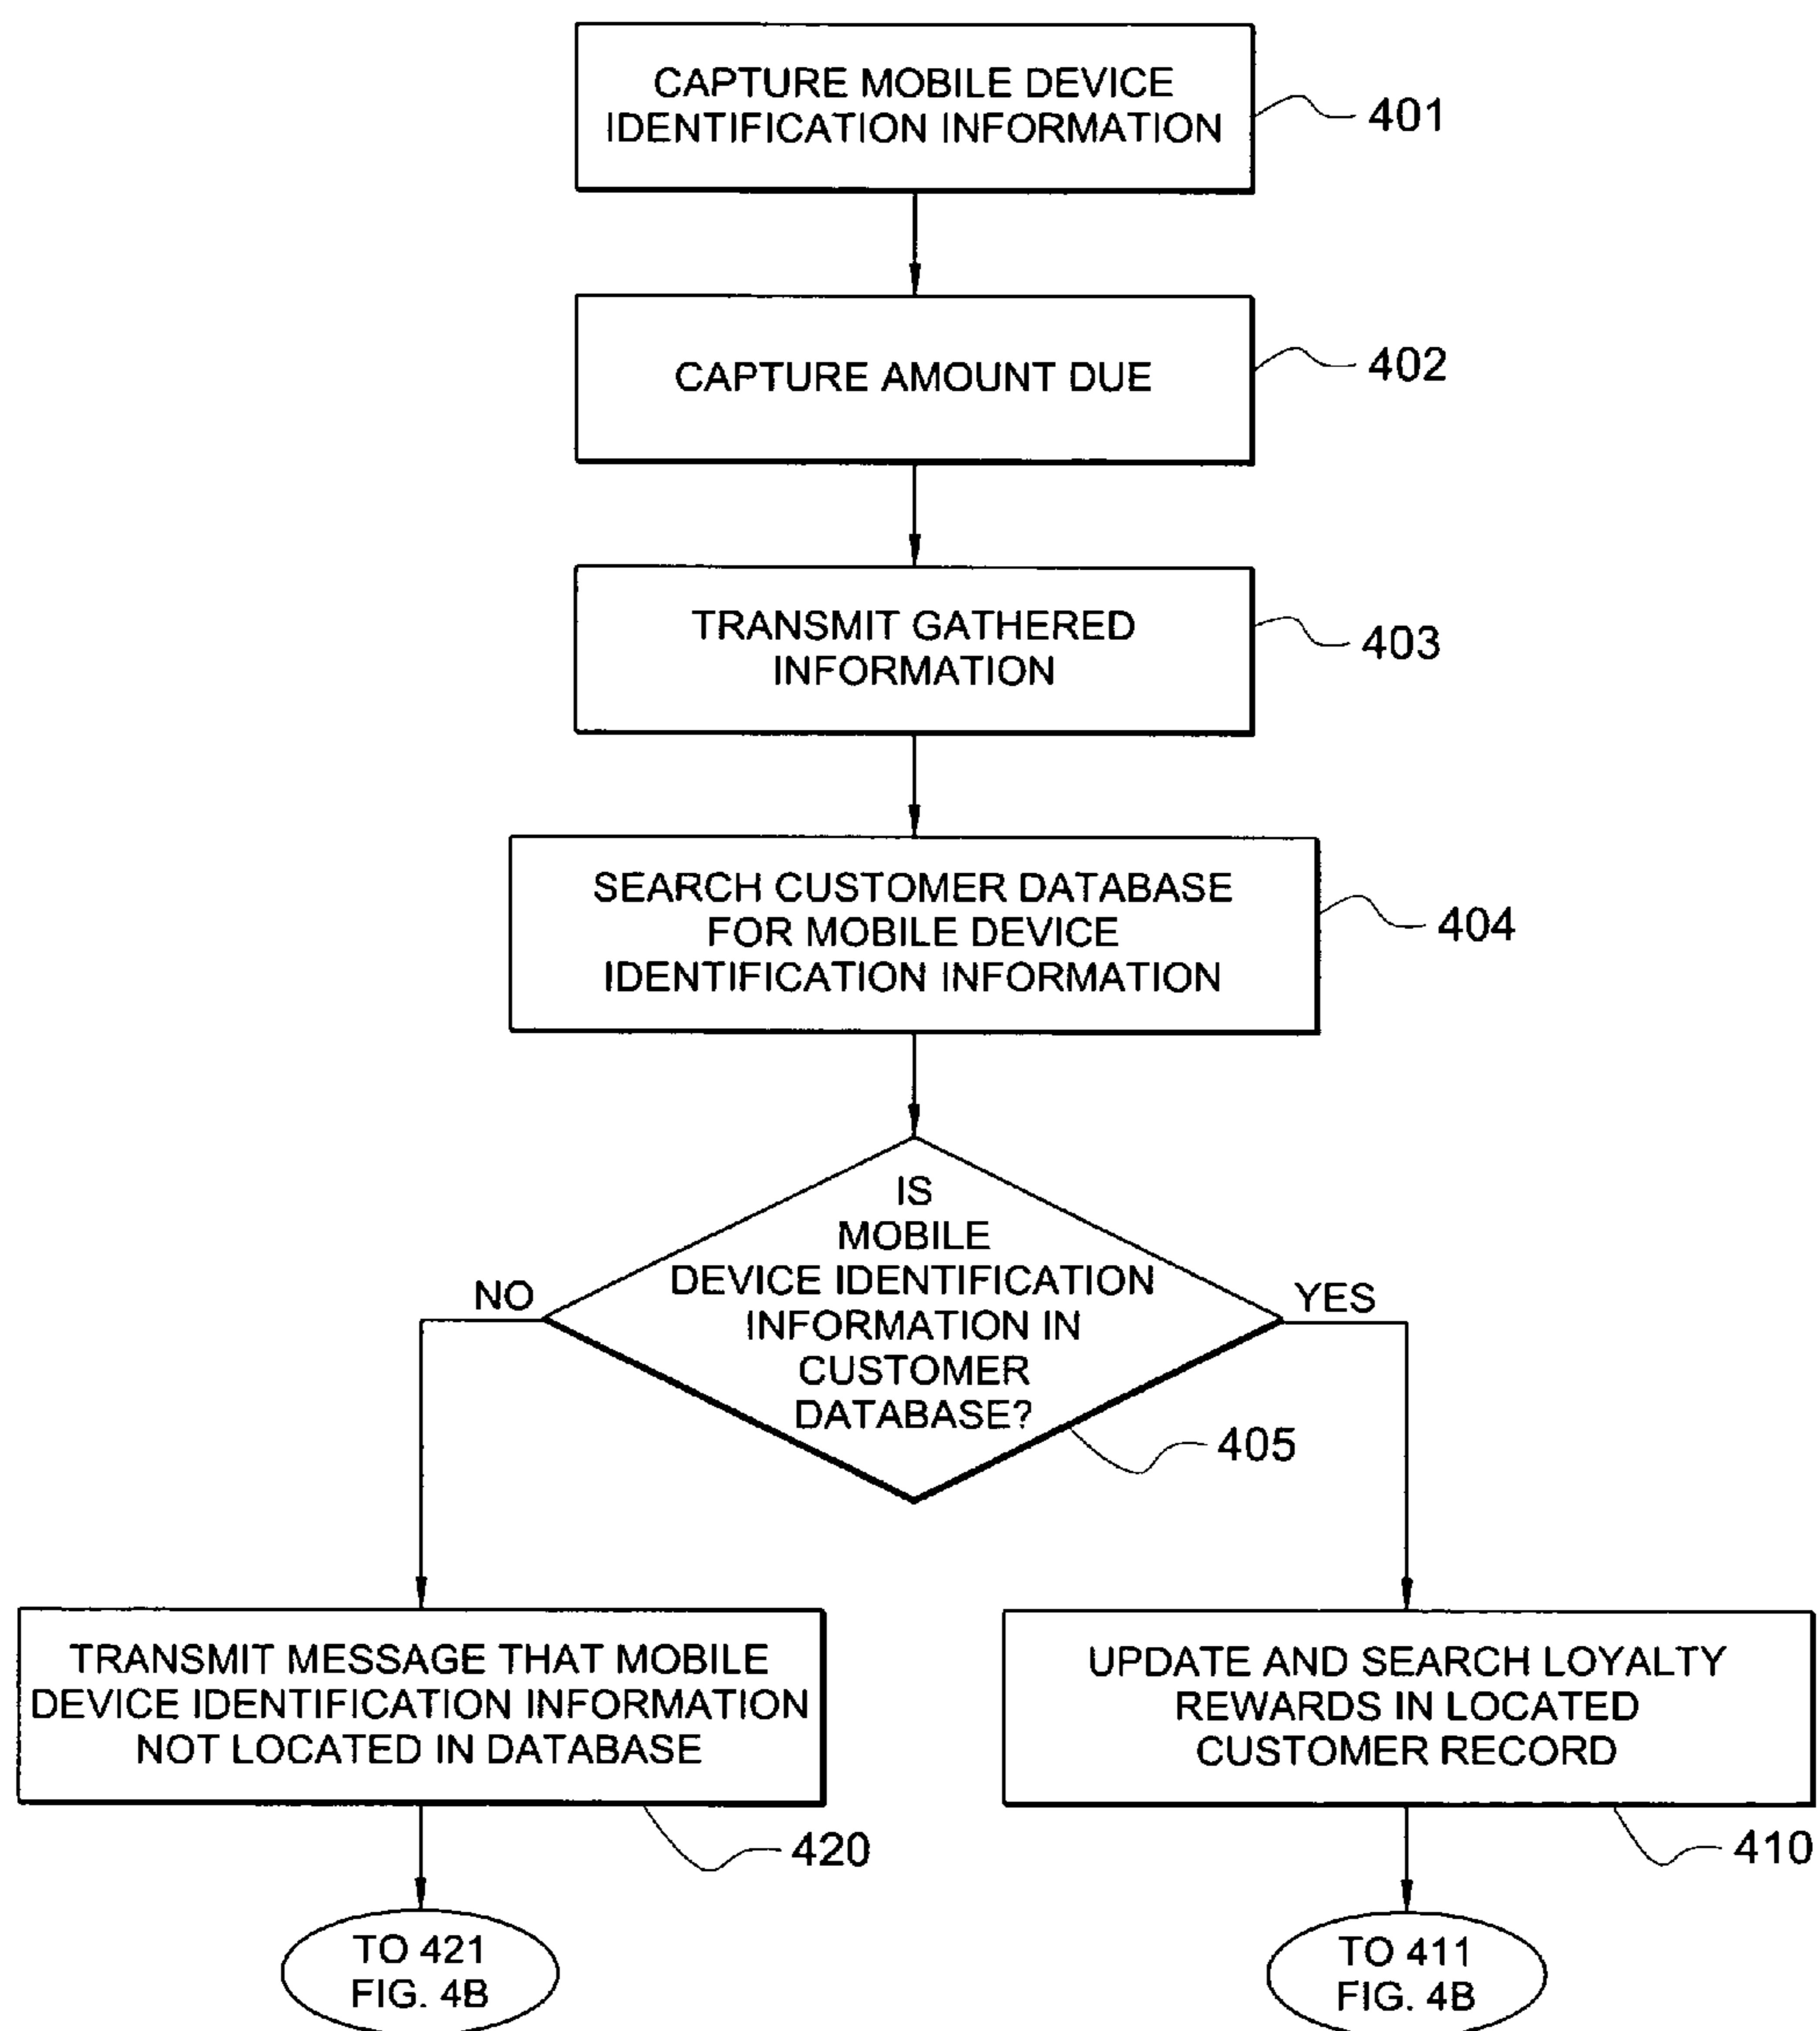 CAPTURE MOBILE DEVICE
IDENTIFICATION INFORMATION
401
CAPTURE AMOUNT DUE
402
TRANSMIT GATHERED
INFORMATION
403
SEARCH CUSTOMER DATABASE
FOR MOBILE DEVICE
IDENTIFICATION INFORMATION
404
IS
MOBILE
DEVICE IDENTIFICATION
INFORMATION IN
CUSTOMER
DATABASE?
405
NO
YES
TRANSMIT MESSAGE THAT MOBILE
DEVICE IDENTIFICATION INFORMATION
NOT LOCATED IN DATABASE
420
UPDATE AND SEARCH LOYALTY
REWARDS IN LOCATED
CUSTOMER RECORD
410
TO 421
FIG. 4B
TO 411
FIG. 4B